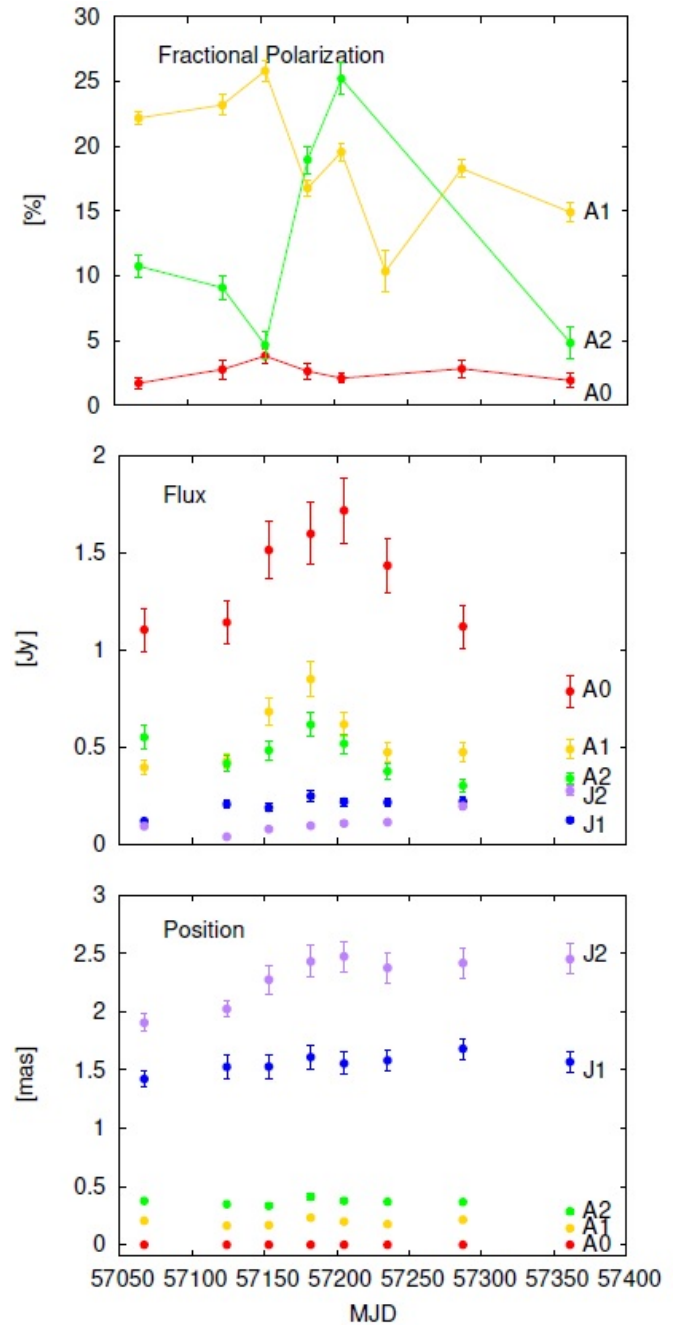 30
Fractional Polarization
25
20
[%]
15
A1
10
5
A2
A0
0
2
Flux
1.5
[Jy]
1
A0
0.5
A1
A2
J2
J1
0
3
Position
2.5
J2
2
[mas]
1.5
J1
1
0.5
A2
A1
A0
0
57050 57100 57150 57200 57250 57300 57350 57400
MJD